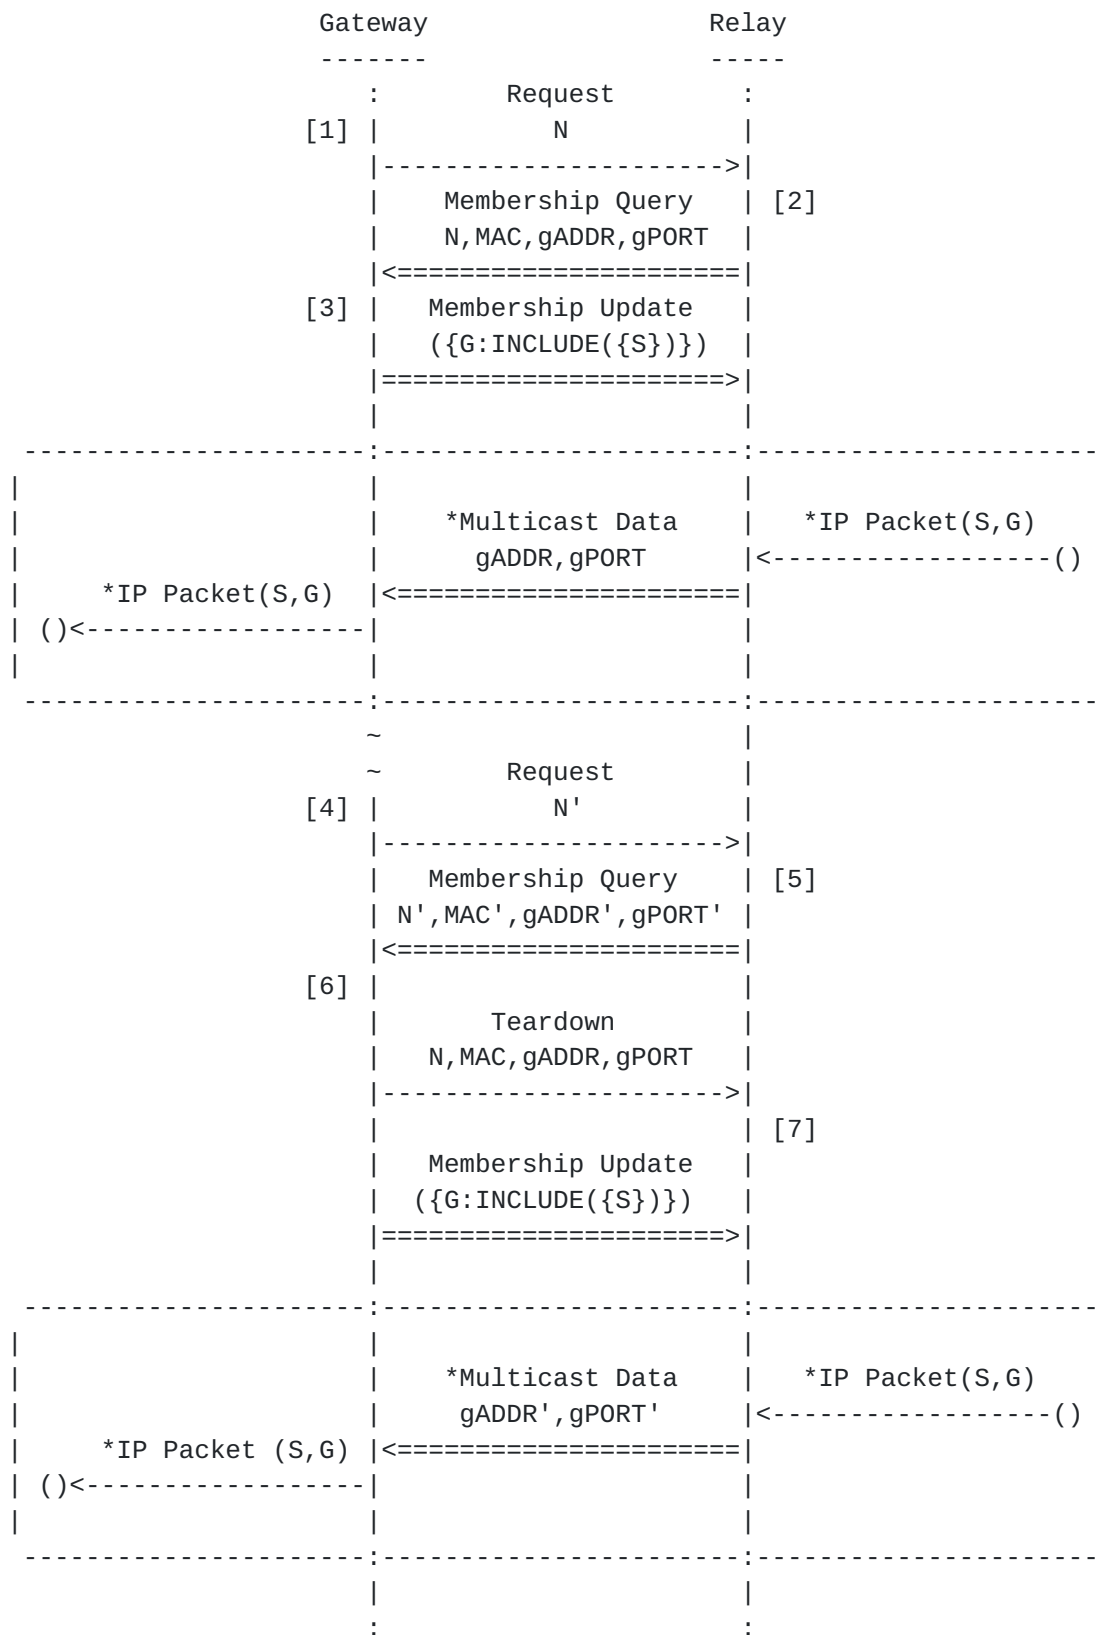 Gateway Relay
------- -----
: Request :
[1] | N |
|---------------------->|
| Membership Query | [2]
| N,MAC,gADDR,gPORT |
|<======================|
[3] | Membership Update |
| ({G:INCLUDE({S})}) |
|======================>|
| |
----------------------:-----------------------:----------------------
| | |
| | *Multicast Data | *IP Packet(S,G)
| | gADDR,gPORT |<-------------------()
| *IP Packet(S,G) |<======================|
| ()<------------------| |
| | |
----------------------:-----------------------:----------------------
~ |
~ Request |
[4] | N' |
|---------------------->|
| Membership Query | [5]
| N',MAC',gADDR',gPORT' |
|<======================|
[6] | |
| Teardown |
| N,MAC,gADDR,gPORT |
|---------------------->|
| | [7]
| Membership Update |
| ({G:INCLUDE({S})}) |
|======================>|
| |
----------------------:-----------------------:----------------------
| | |
| | *Multicast Data | *IP Packet(S,G)
| | gADDR',gPORT' |<-------------------()
| *IP Packet (S,G) |<======================|
| ()<------------------| |
| | |
----------------------:-----------------------:----------------------
| |
: :